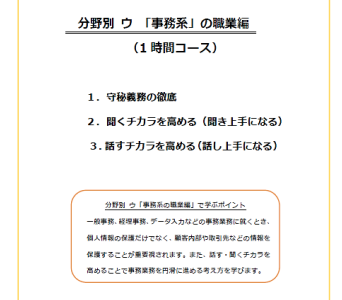 分野別 ウ 「事務系」の職業編
（1 時間コース）
１．守秘義務の徹底
２．聞くチカラを高める（聞き上手になる）
３.話すチカラを高める（話し上手になる）
分野別 ウ「事務系の職業編」で学ぶポイント
一般事務、経理事務、データ入力などの事務業務に就くとき、
個人情報の保護だけでなく、顧客内部や取引先などの情報を
保護することが重要視されます。また、話す・聞くチカラを
高めることで事務業務を円滑に進める考え方を学びます。